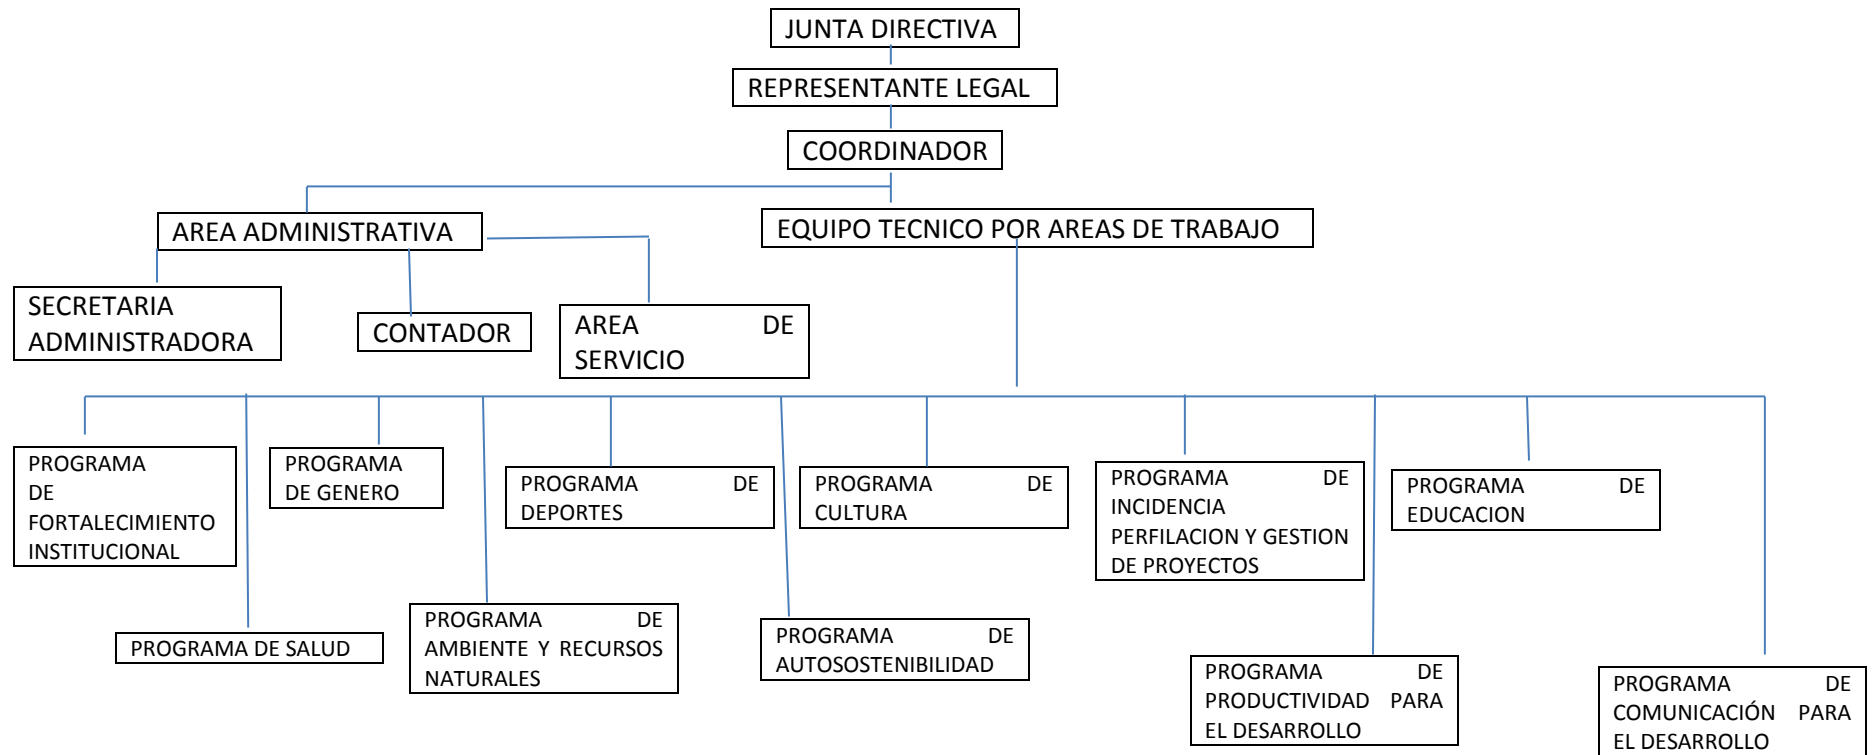 JUNTA DIRECTIVA
REPRESENTANTE LEGAL
COORDINADOR
AREA ADMINISTRATIVA
EQUIPO TECNICO POR AREAS DE TRABAJO
SECRETARIA
ADMINISTRADORA
CONTADOR
AREA DE
SERVICIO
PROGRAMA
DE
FORTALECIMIENTO
INSTITUCIONAL
PROGRAMA
DE GENERO
PROGRAMA DE
DEPORTES
PROGRAMA DE
CULTURA
PROGRAMA DE
INCIDENCIA
PERFILACION Y GESTION
DE PROYECTOS
PROGRAMA DE
EDUCACION
PROGRAMA DE SALUD
PROGRAMA DE
AMBIENTE Y RECURSOS
NATURALES
PROGRAMA DE
AUTOSOSTENIBILIDAD
PROGRAMA DE
PRODUCTIVIDAD PARA
EL DESARROLLO
PROGRAMA DE
COMUNICACIÓN PARA
EL DESARROLLO